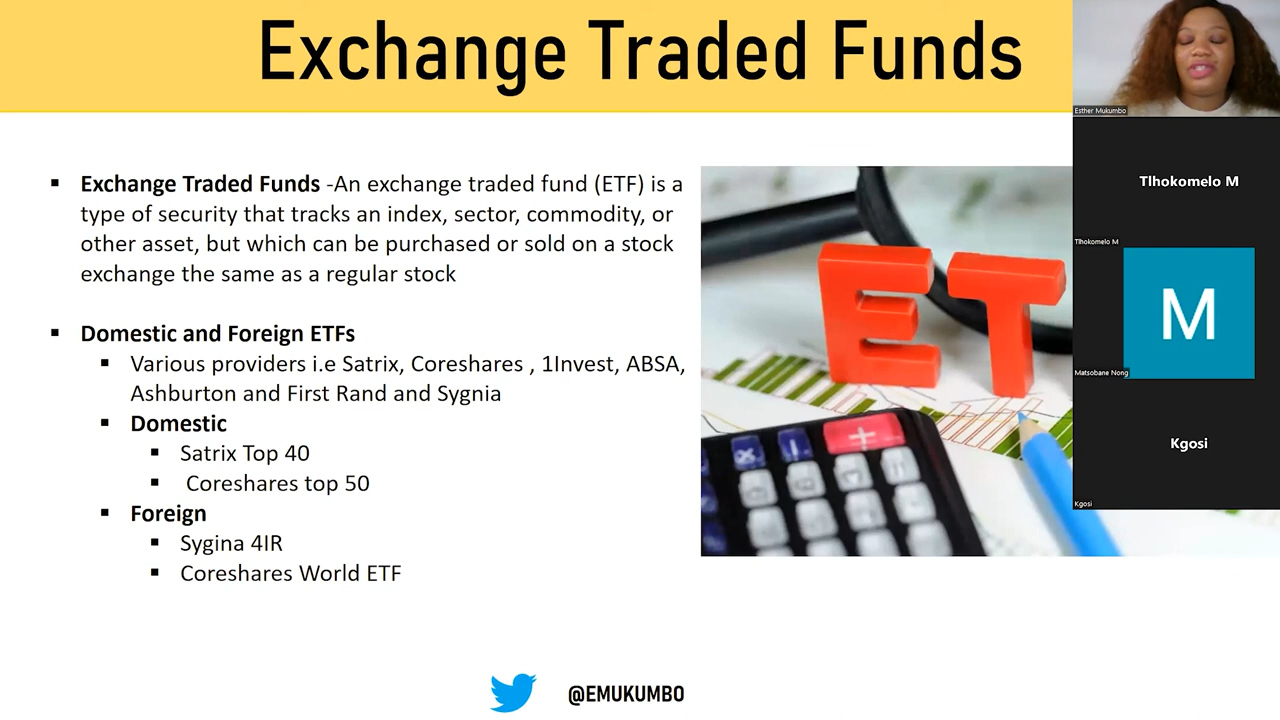 Exchange Traded Funds
Esther Mukumbo
▪ Exchange Traded Funds -An exchange traded fund (ETF) is a
type of security that tracks an index, sector, commodity, or
other asset, but which can be purchased or sold on a stock
exchange the same as a regular stock
▪ Domestic and Foreign ETFs
▪ Various providers i.e Satrix, Coreshares , 1Invest, ABSA,
Ashburton and First Rand and Sygnia
▪ Domestic
▪ Satrix Top 40
▪ Coreshares top 50
▪ Foreign
▪ Sygina 4IR
▪ Coreshares World ETF
ET
Tlhokomelo M
Tlhokomelo M
M
Matsobane Nong
Kgosi
Kgosi
@EMUKUMBO